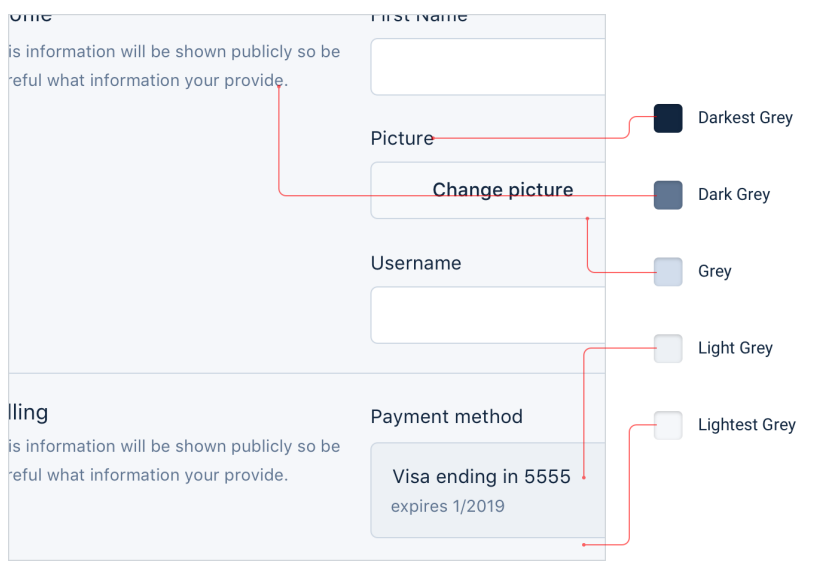 First Name
is information will be shown publicly so be
reful what information your provide.
Picture
Change picture
Username
lling
is information will be shown publicly so be
reful what information your provide.
Payment method
Visa ending in 5555
expires 1/2019
Darkest Grey
Dark Grey
Grey
Light Grey
Lightest Grey